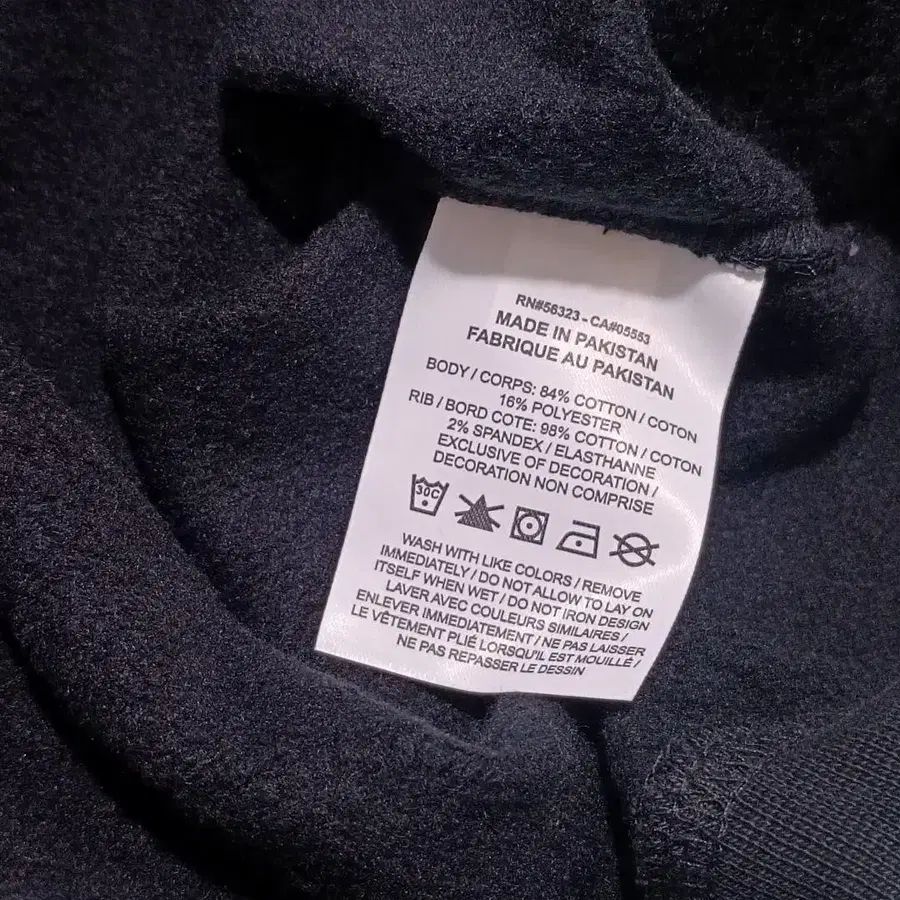 RN#56323 - CA#05553
MADE IN PAKISTAN
FABRIQUE AU PAKISTAN
BODY / CORPS: 84% COTTON / COTON
16% POLYESTER
RIB / BORD COTE: 98% COTTON / COTON
2% SPANDEX / ELASTHANNE
EXCLUSIVE OF DECORATION /
DECORATION NON COMPRISE
30C
WASH WITH LIKE COLORS / REMOVE
IMMEDIATELY / DO NOT ALLOW TO LAY ON
ITSELF WHEN WET / DO NOT IRON DESIGN
LAVER AVEC COULEURS SIMILAIRES /
ENLEVER IMMEDIATEMENT / NE PAS LAISSER
LE VÊTEMENT PLIÉ LORSQU'IL EST MOUILLÉ /
NE PAS REPASSER LE DESSIN